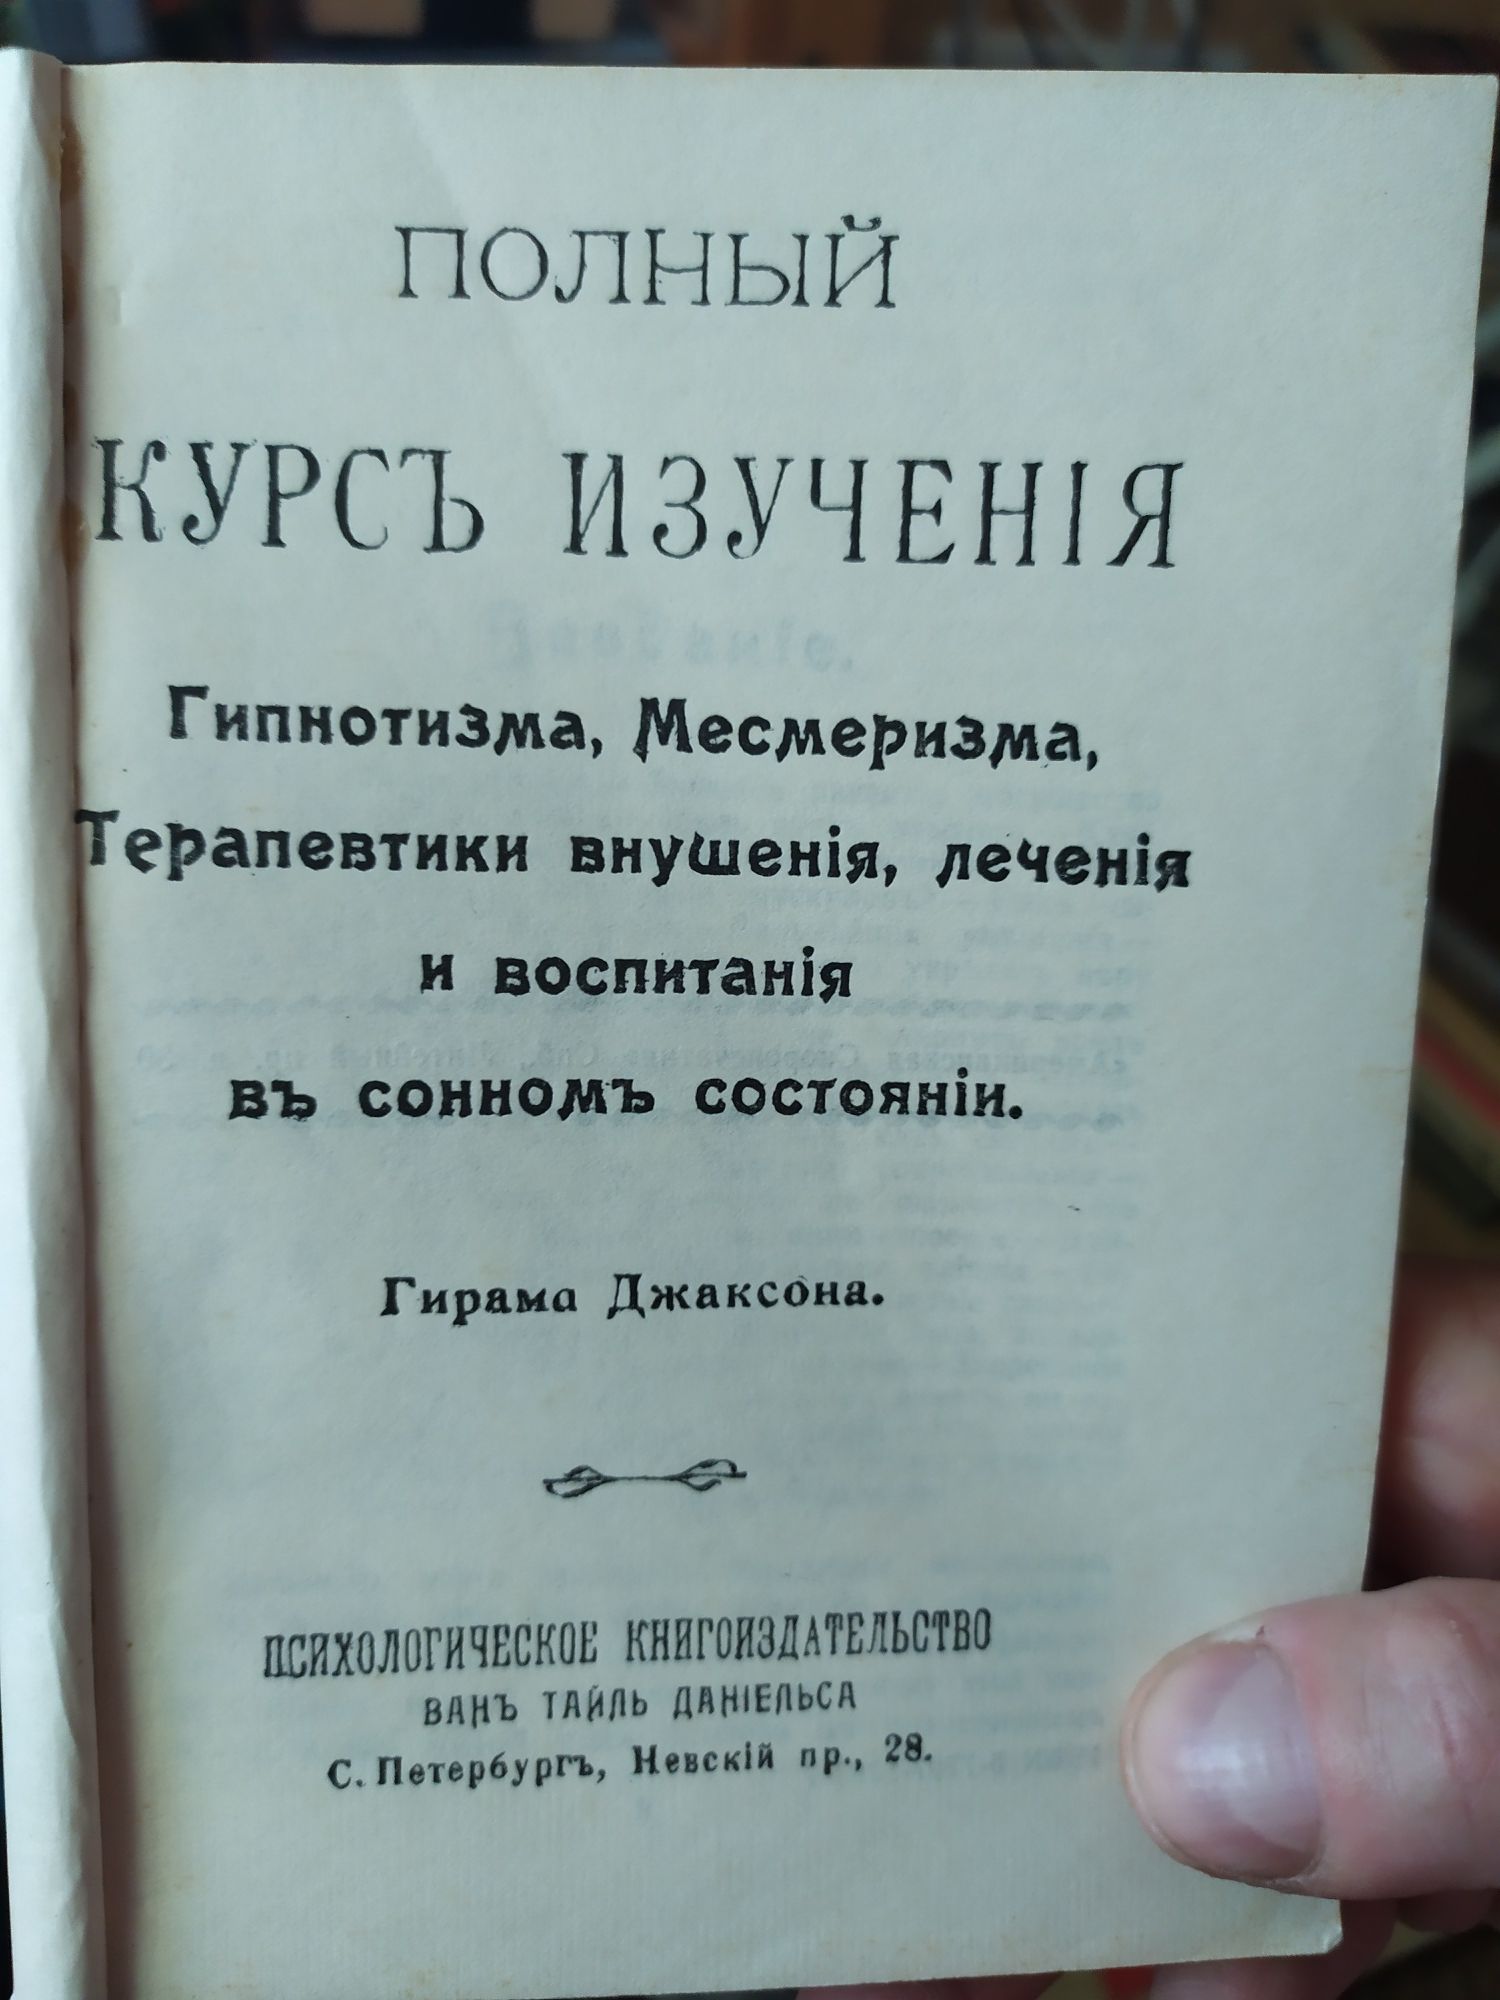 ПОЛНЫЙ
КУРСЪ ИЗУЧЕНІЯ
Гипнотизма, Месмеризма,
Терапевтики внушенія, леченія
и воспитанія
въ сонномъ состояніи.
Гирама Джаксона.
ПСИХОЛОГИЧЕСКОЕ КНИГОИЗДАТЕЛЬСТВО
ВАНЪ ТАЙЛЬ ДАНІЕЛЬСА
С. Петербургъ, Невскій пр., 28.